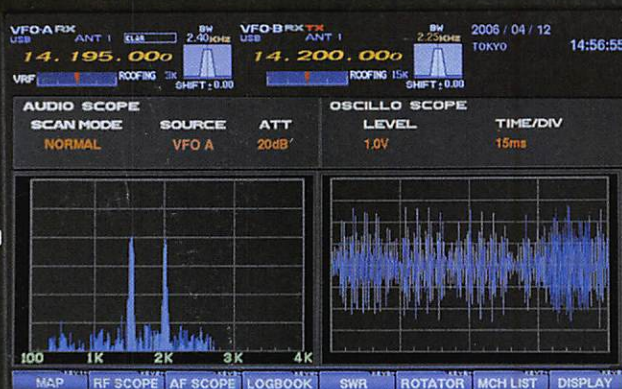 VFO-A RX
USB ANT 1 CLAR
BW
2.40KHZ
14.195.000
VRF ROOFING 3K
SHIFT± 0.00
VFO-B RX TX
USB ANT 1
BW
2.25KHZ
14.200.000
ROOFING 15K
SHIFT± 0.00
2006/04/12
TOKYO 14:56:55
AUDIO SCOPE
SCAN MODE SOURCE ATT
NORMAL VFO A 20dB
OSCILLO SCOPE
LEVEL TIME/DIV
1.0V 15ms
100 1K 2K 3K 4K
MAP RF SCOPE AF SCOPE LOGBOOK SWR ROTATOR MCH LIST DISPLAY